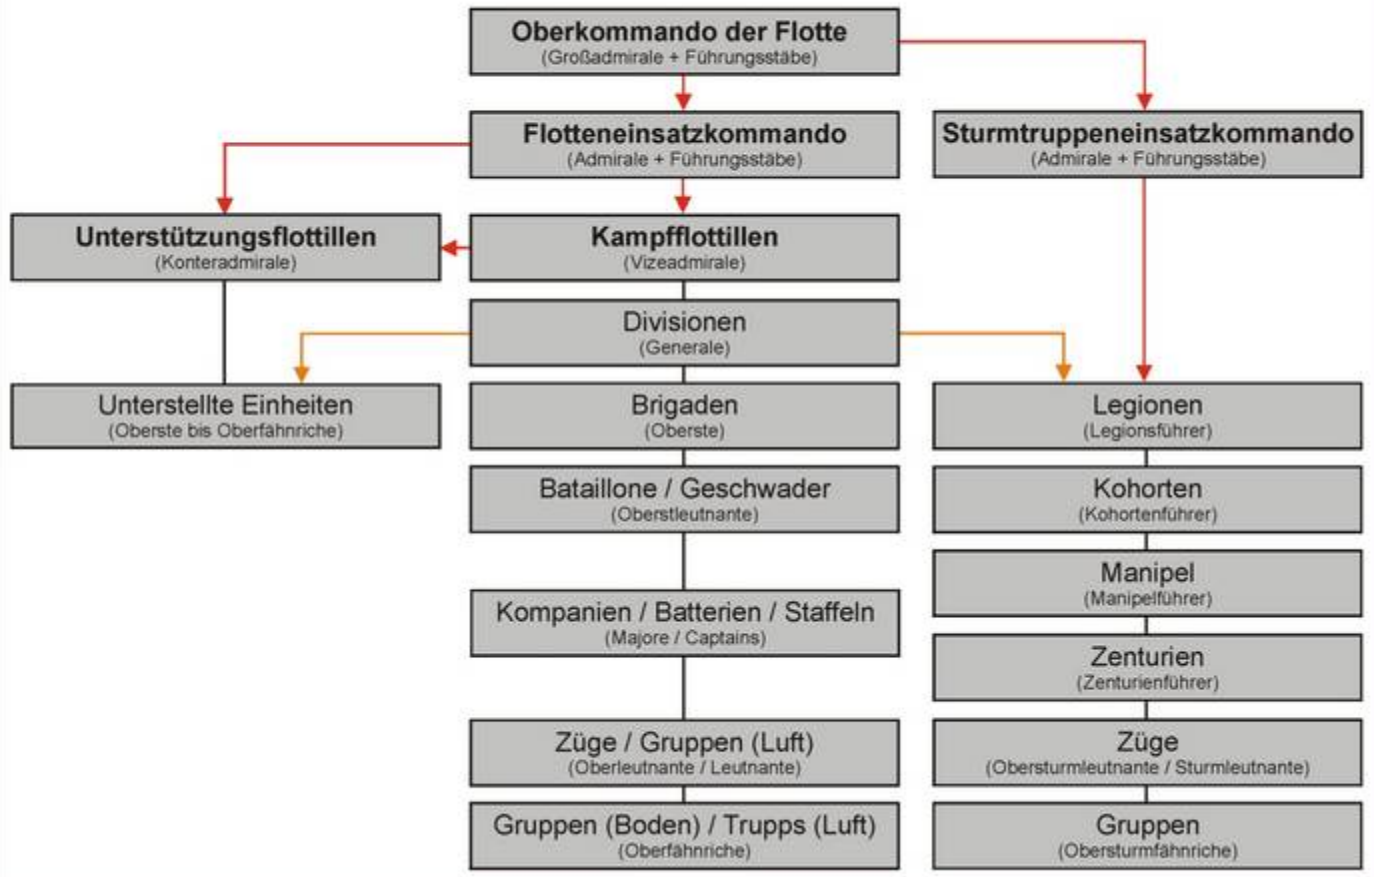 Oberkommando der Flotte
(Großadmirale + Führungsstäbe)
Flotteneinsatzkommando
(Admirale + Führungsstäbe)
Sturmtruppeneinsatzkommando
(Admirale + Führungsstäbe)
Unterstützungsflottillen
(Konteradmirale)
Kampfflottillen
(Vizeadmirale)
Divisionen
(Generale)
Unterstellte Einheiten
(Oberste bis Oberfähnriche)
Brigaden
(Oberste)
Legionen
(Legionsführer)
Bataillone / Geschwader
(Oberstleutnante)
Kohorten
(Kohortenführer)
Manipel
(Manipelführer)
Kompanien / Batterien / Staffeln
(Majore / Captains)
Zenturien
(Zenturienführer)
Züge / Gruppen (Luft)
(Oberleutnante / Leutnante)
Züge
(Obersturmleutnante / Sturmleutnante)
Gruppen (Boden) / Trupps (Luft)
(Oberfähnriche)
Gruppen
(Obersturmfähnriche)